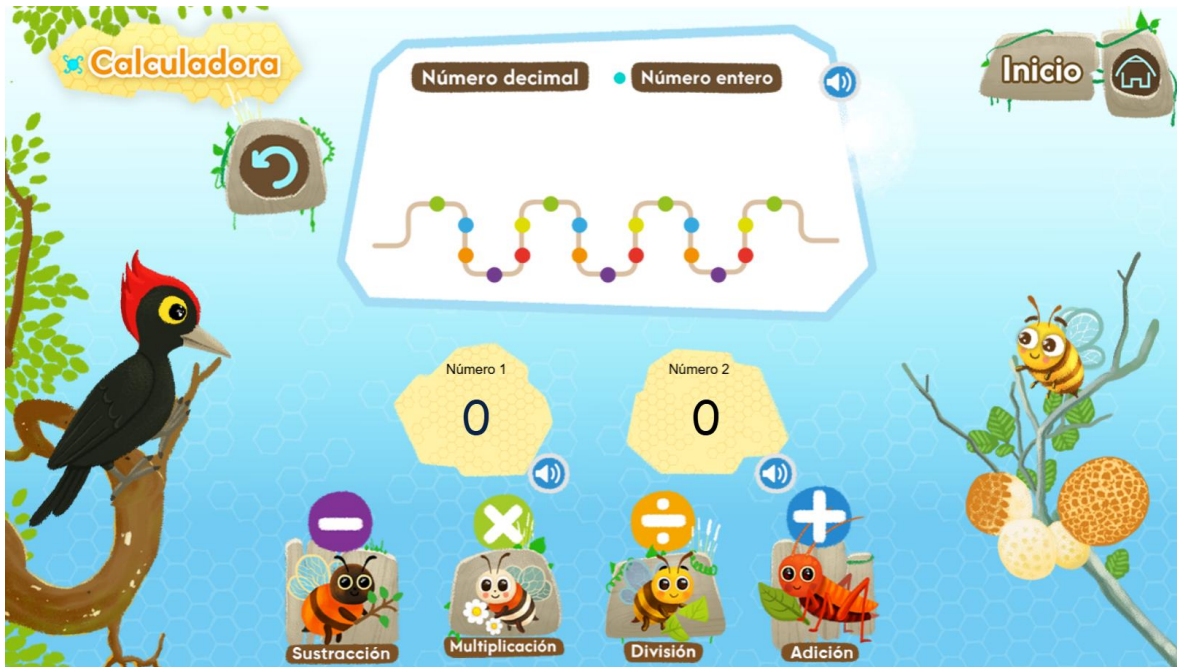 Calculadora
Número decimal
Número entero
Inicio
Número 1
0
Número 2
0
Sustracción
Multiplicación
División
Adición